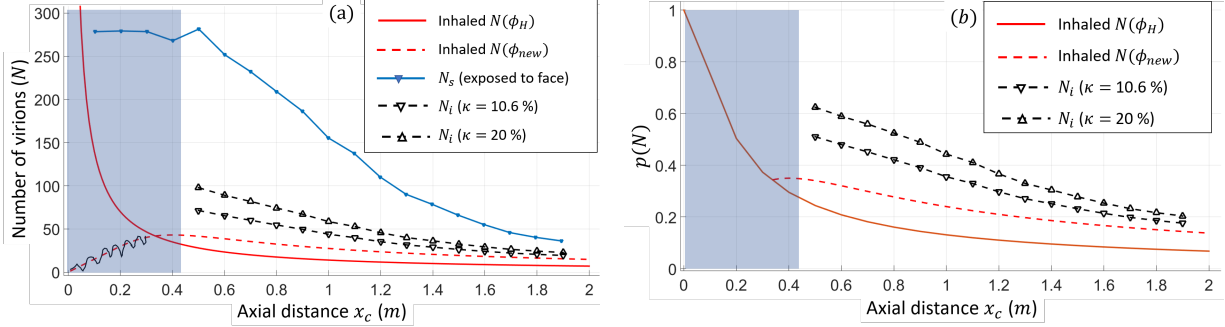 (a)
Inhaled N(ϕ_H)
Inhaled N(ϕ_new)
N_s (exposed to face)
N_i (κ = 10.6 %)
N_i (κ = 20 %)
Number of virions (N)
300
250
200
150
100
50
0
0 0.2 0.4 0.6 0.8 1 1.2 1.4 1.6 1.8 2
Axial distance x_c (m)
(b)
Inhaled N(ϕ_H)
Inhaled N(ϕ_new)
N_i (κ = 10.6 %)
N_i (κ = 20 %)
p(N)
1
0.8
0.6
0.4
0.2
0
0 0.2 0.4 0.6 0.8 1 1.2 1.4 1.6 1.8 2
Axial distance x_c (m)